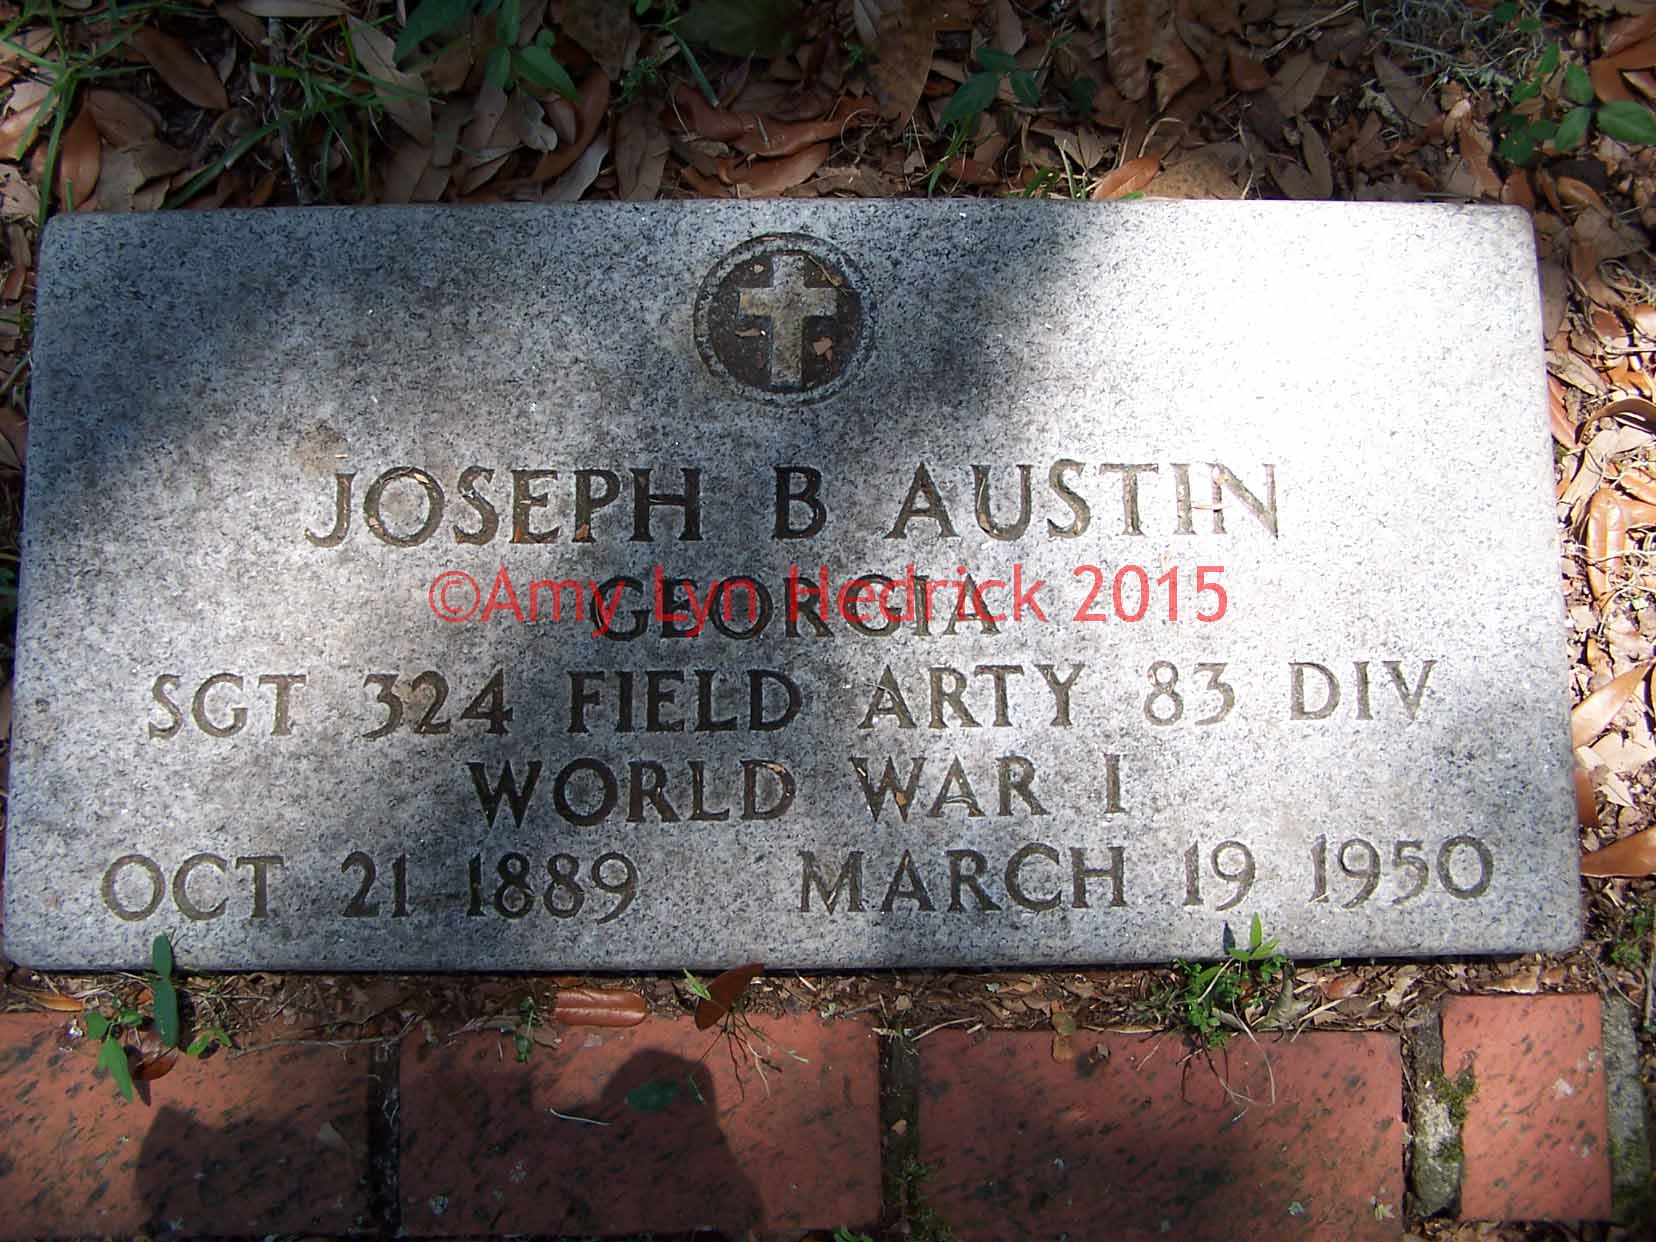 JOSEPH B AUSTIN
GEORGIA
©Amy Lyn Hedrick 2015
SGT 324 FIELD ARTY 83 DIV
WORLD WAR I
OCT 21 1889 MARCH 19 1950